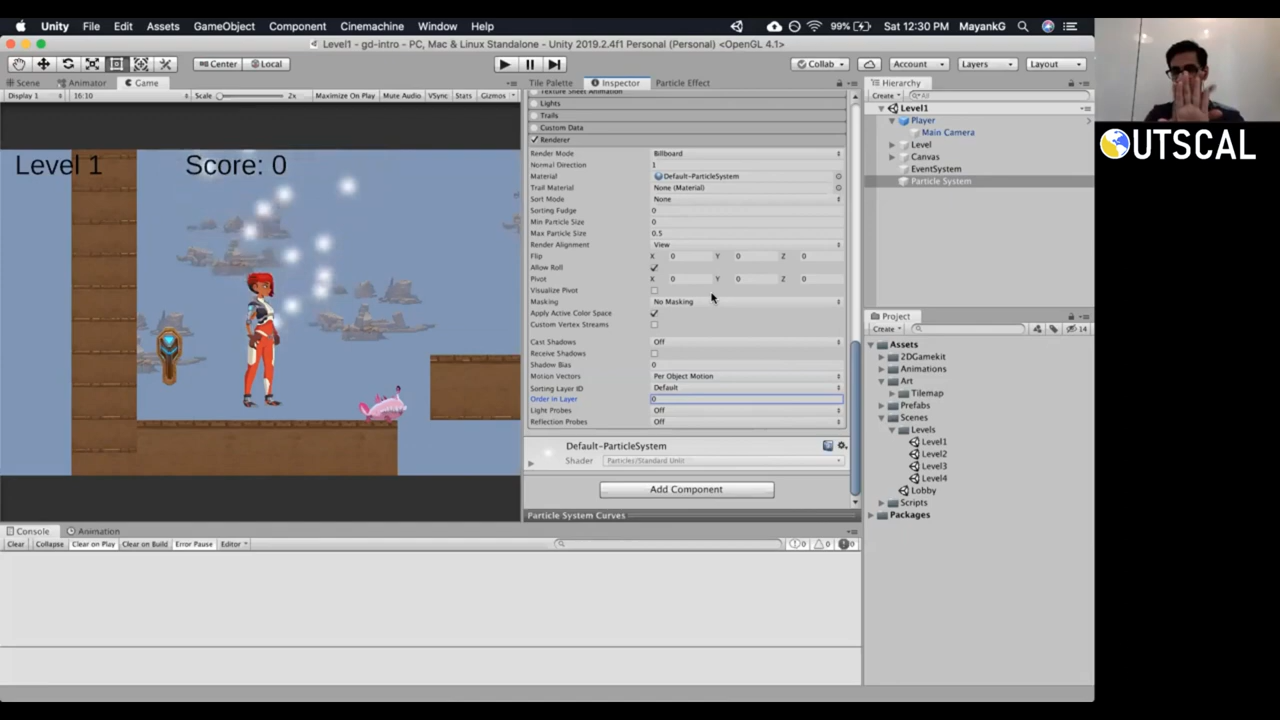 Unity File Edit Assets GameObject Component Cinemachine Window Help 99% Sat 12:30 PM MayankG
Level1 - gd-intro - PC, Mac & Linux Standalone - Unity 2019.2.4f1 Personal (Personal) <OpenGL 4.1>
Center Local Collab Account Layers Layout
Scene Animator Game
Display 1 16:10 Scale 2x Maximize On Play Mute Audio VSync Stats Gizmos
Level 1 Score: 0
Tile Palette Inspector Particle Effect
Texture Sheet Animation
Lights
Trails
Custom Data
Renderer
Render Mode Billboard
Normal Direction 1
Material Default-ParticleSystem
Trail Material None (Material)
Sort Mode None
Sorting Fudge 0
Min Particle Size 0
Max Particle Size 0.5
Render Alignment View
Flip X 0 Y 0 Z 0
Allow Roll
Pivot X 0 Y 0 Z 0
Visualize Pivot
Masking No Masking
Apply Active Color Space
Custom Vertex Streams
Cast Shadows Off
Receive Shadows
Shadow Bias 0
Motion Vectors Per Object Motion
Sorting Layer ID Default
Order in Layer 0
Light Probes Off
Reflection Probes Off
Default-ParticleSystem
Shader Particles/Standard Unlit
Add Component
Particle System Curves
Hierarchy
Create All
Level1
Player
Main Camera
Level
Canvas
EventSystem
Particle System
Project
Create 14
Assets
2DGamekit
Animations
Art
Tilemap
Prefabs
Scenes
Levels
Level1
Level2
Level3
Level4
Lobby
Scripts
Packages
Console Animation
Clear Collapse Clear on Play Clear on Build Error Pause Editor 0 0 0
OUTSCAL